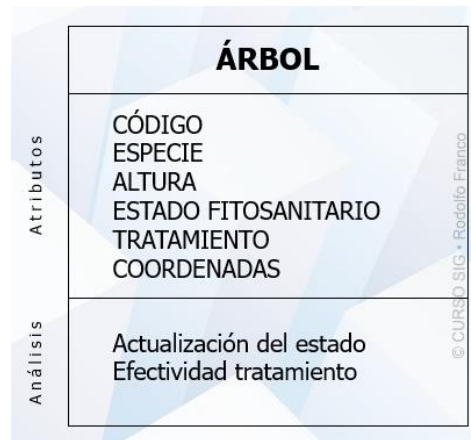 ÁRBOL
Atributos
CÓDIGO
ESPECIE
ALTURA
ESTADO FITOSANITARIO
TRATAMIENTO
COORDENADAS
Análisis
Actualización del estado
Efectividad tratamiento
© CURSO SIG • Rodolfo Franco